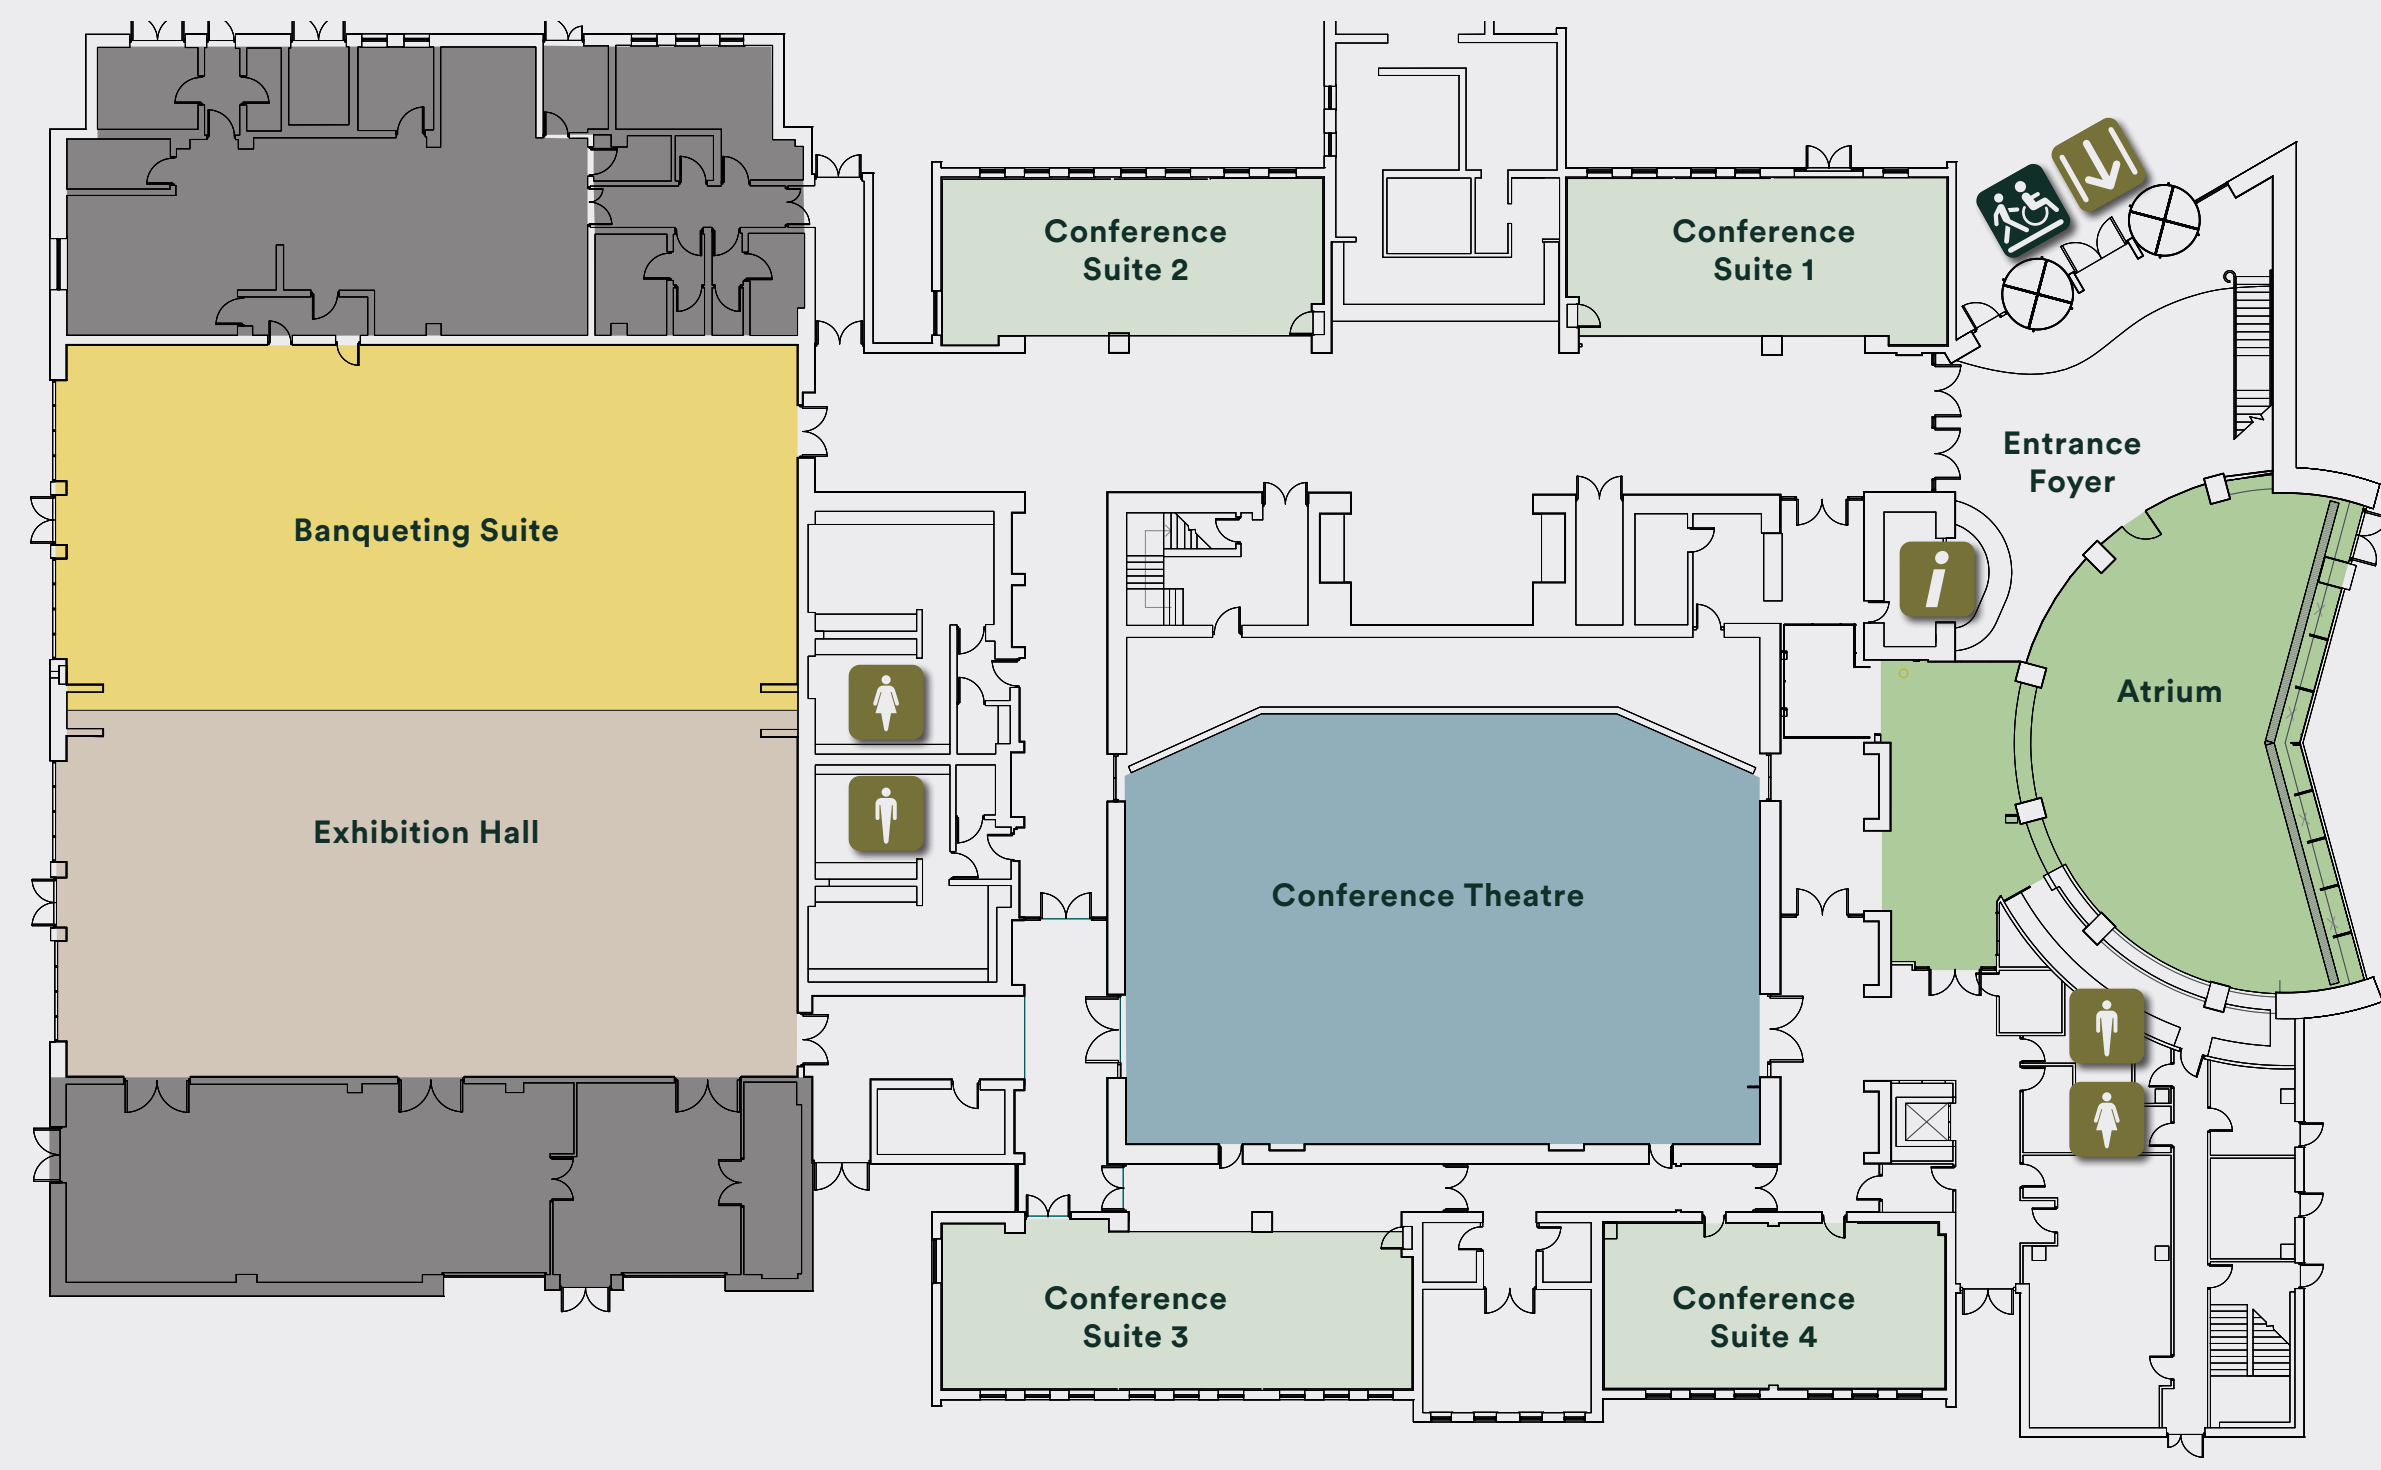 Conference
Suite 2
Conference
Suite 1
Entrance
Foyer
Banqueting Suite
i
Atrium
Exhibition Hall
Conference Theatre
Conference
Suite 3
Conference
Suite 4